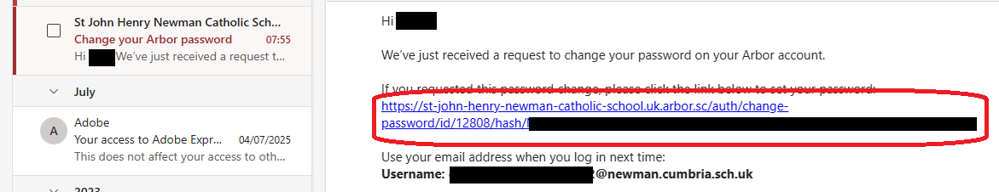 St John Henry Newman Catholic Sch...
Change your Arbor password 07:55
Hi We've just received a request t...
July
A
Adobe
Your access to Adobe Expr... 04/07/2025
This does not affect your access to oth...
2023
Hi
We've just received a request to change your password on your Arbor account.
If you requested this password change, please click the link below to set your password:
https://st-john-henry-newman-catholic-school.uk.arbor.sc/auth/change-
password/id/12808/hash/
Use your email address when you log in next time:
Username: 2@newman.cumbria.sch.uk